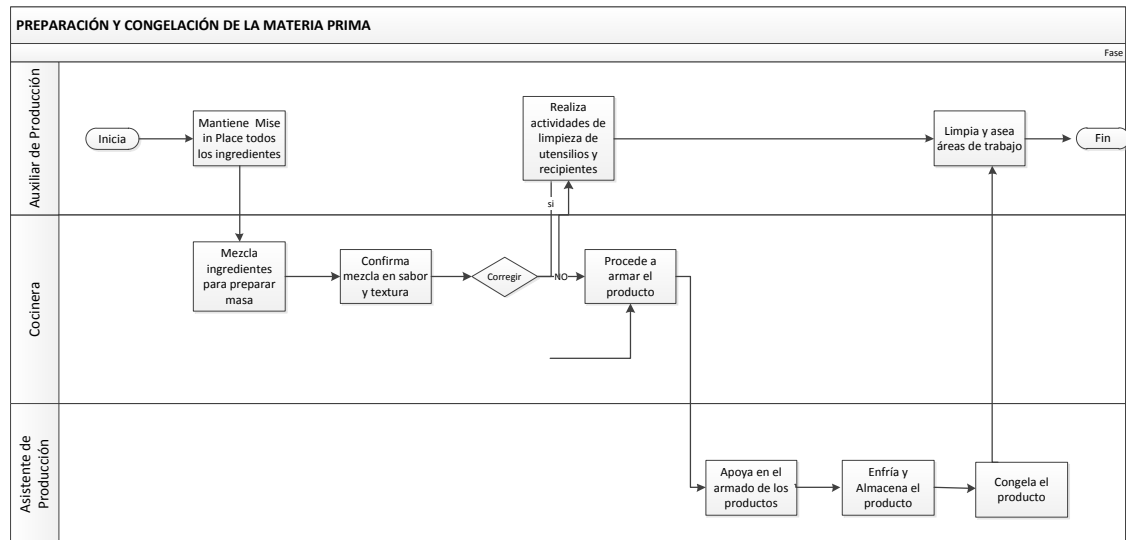 PREPARACIÓN Y CONGELACIÓN DE LA MATERIA PRIMA
Fase
Auxiliar de Producción
Inicia
Mantiene Mise
in Place todos
los ingredientes
Realiza
actividades de
limpieza de
utensilios y
recipientes
Limpia y asea
áreas de trabajo
Fin
si
Cocinera
Mezcla
ingredientes
para preparar
masa
Confirma
mezcla en sabor
y textura
Corregir
NO
Procede a
armar el
producto
Asistente de
Producción
Apoya en el
armado de los
productos
Enfría y
Almacena el
producto
Congela el
producto